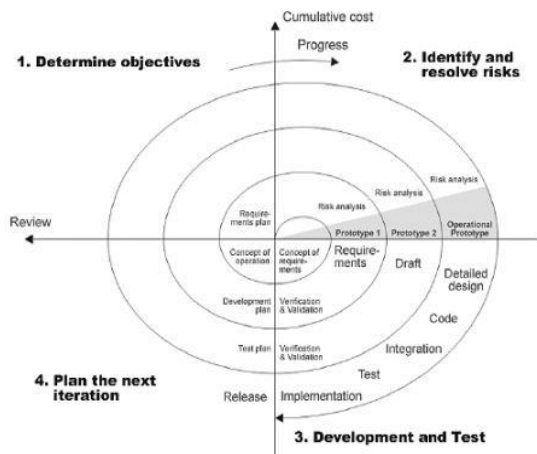 Cumulative cost
Progress
1. Determine objectives
2. Identify and
resolve risks
Risk analysis
Risk analysis
Risk analysis
Require-
ments plan
Review
Prototype 1
Prototype 2
Operational
Prototype
Concept of
operation
Concept of
require-
ments
Require-
ments
Draft
Detailed
design
Development
plan
Verification
& Validation
Code
Integration
Test plan
Verification
& Validation
Test
4. Plan the next
iteration
Release
Implementation
3. Development and Test